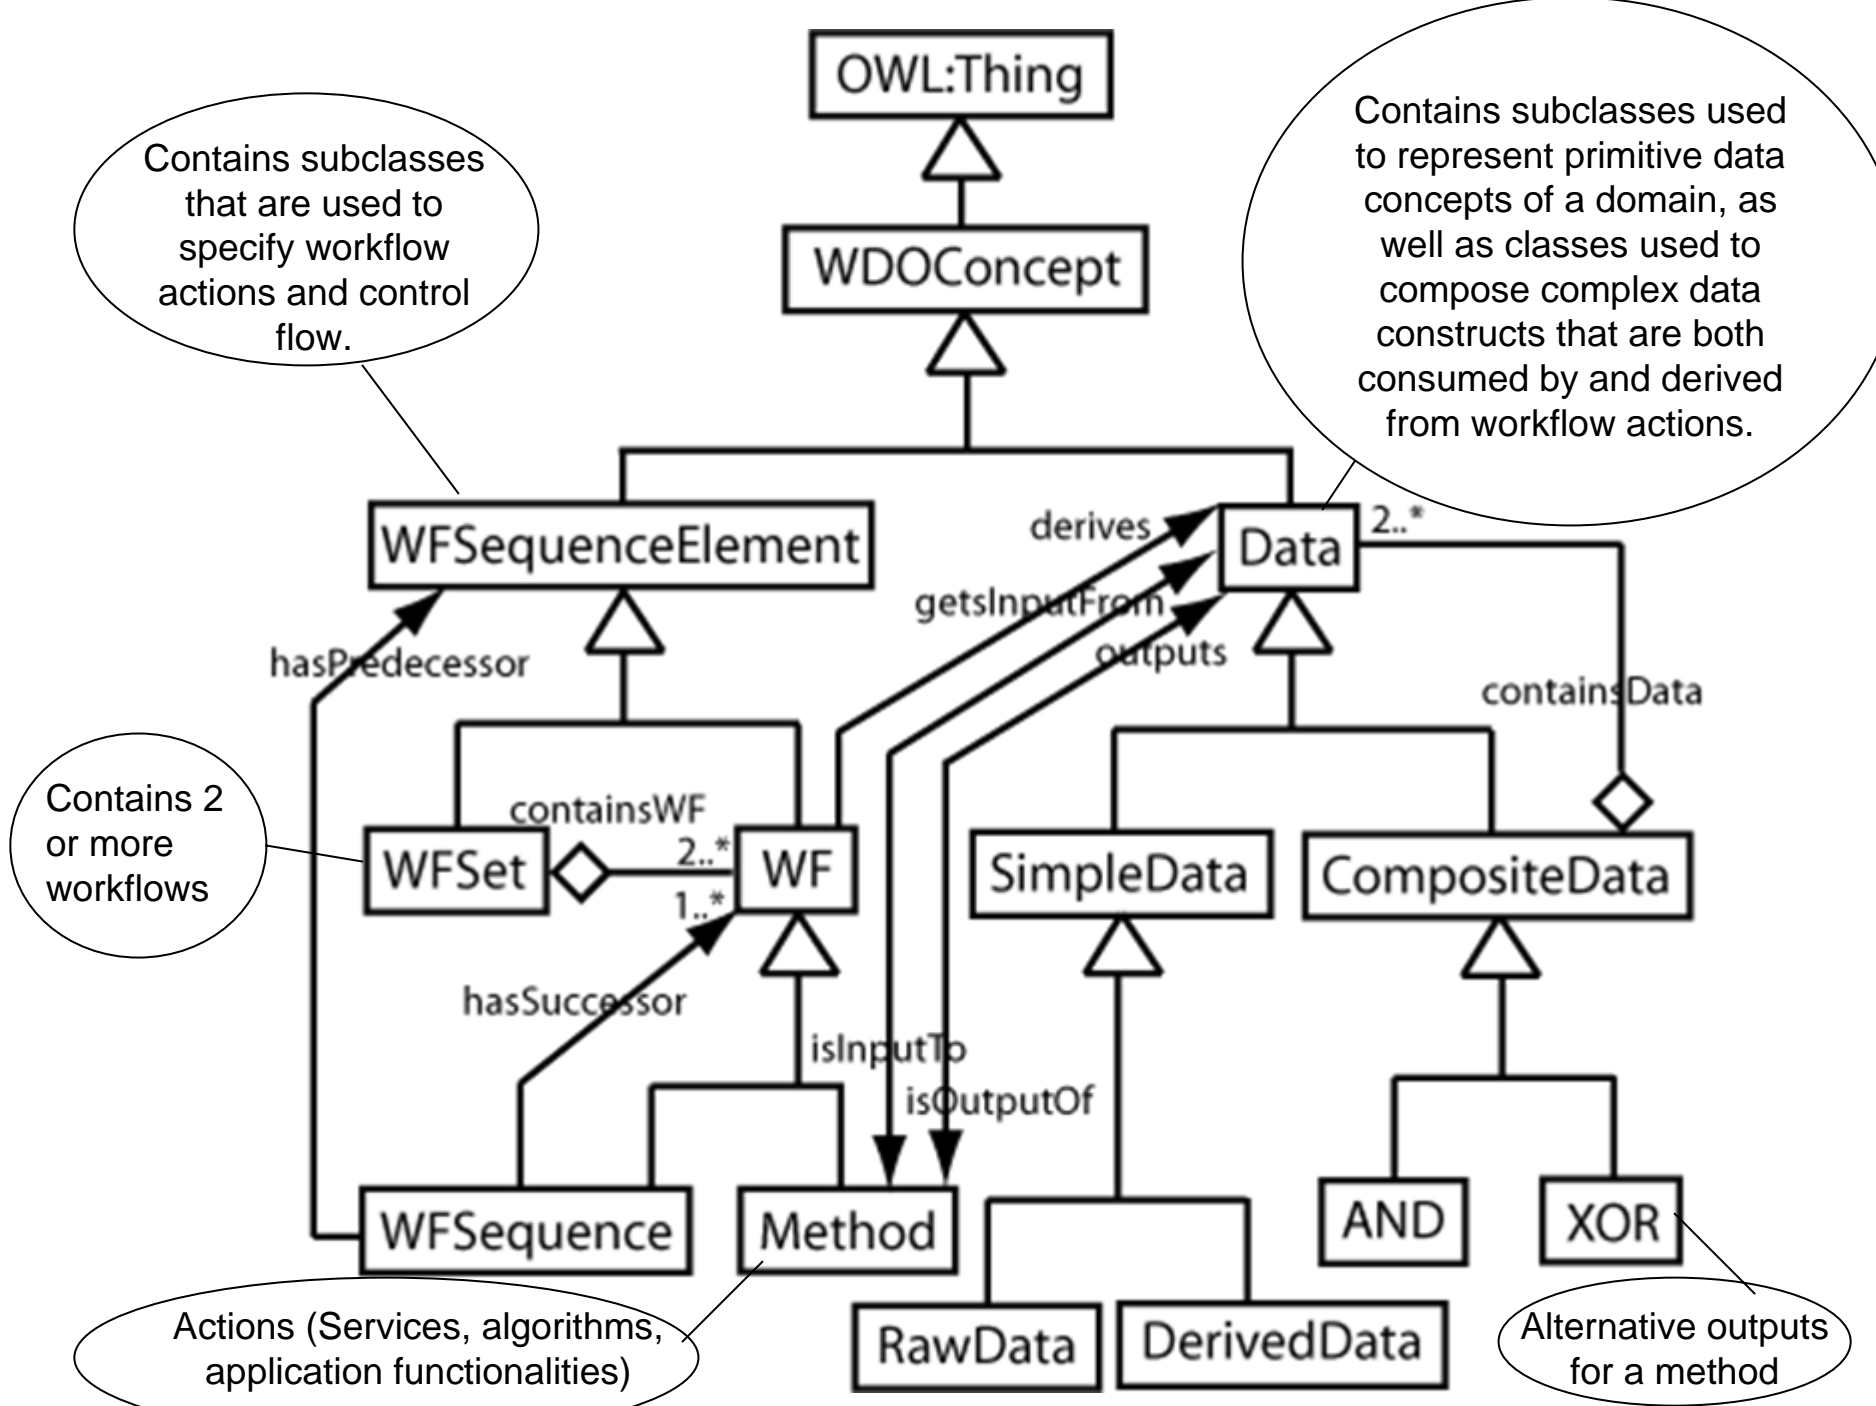 OWL:Thing
Contains subclasses
that are used to
specify workflow
actions and control
flow.
Contains subclasses used
to represent primitive data
concepts of a domain, as
well as classes used to
compose complex data
constructs that are both
consumed by and derived
from workflow actions.
WDOConcept
WFSequenceElement
derives
Data
2..*
getsInputFrom
outputs
hasPredecessor
containsData
Contains 2
or more
workflows
containsWF
WFSet
2..*
WF
1..*
SimpleData
CompositeData
hasSuccessor
isInputTo
isOutputOf
WFSequence
Method
AND
XOR
RawData
DerivedData
Actions (Services, algorithms,
application functionalities)
Alternative outputs
for a method